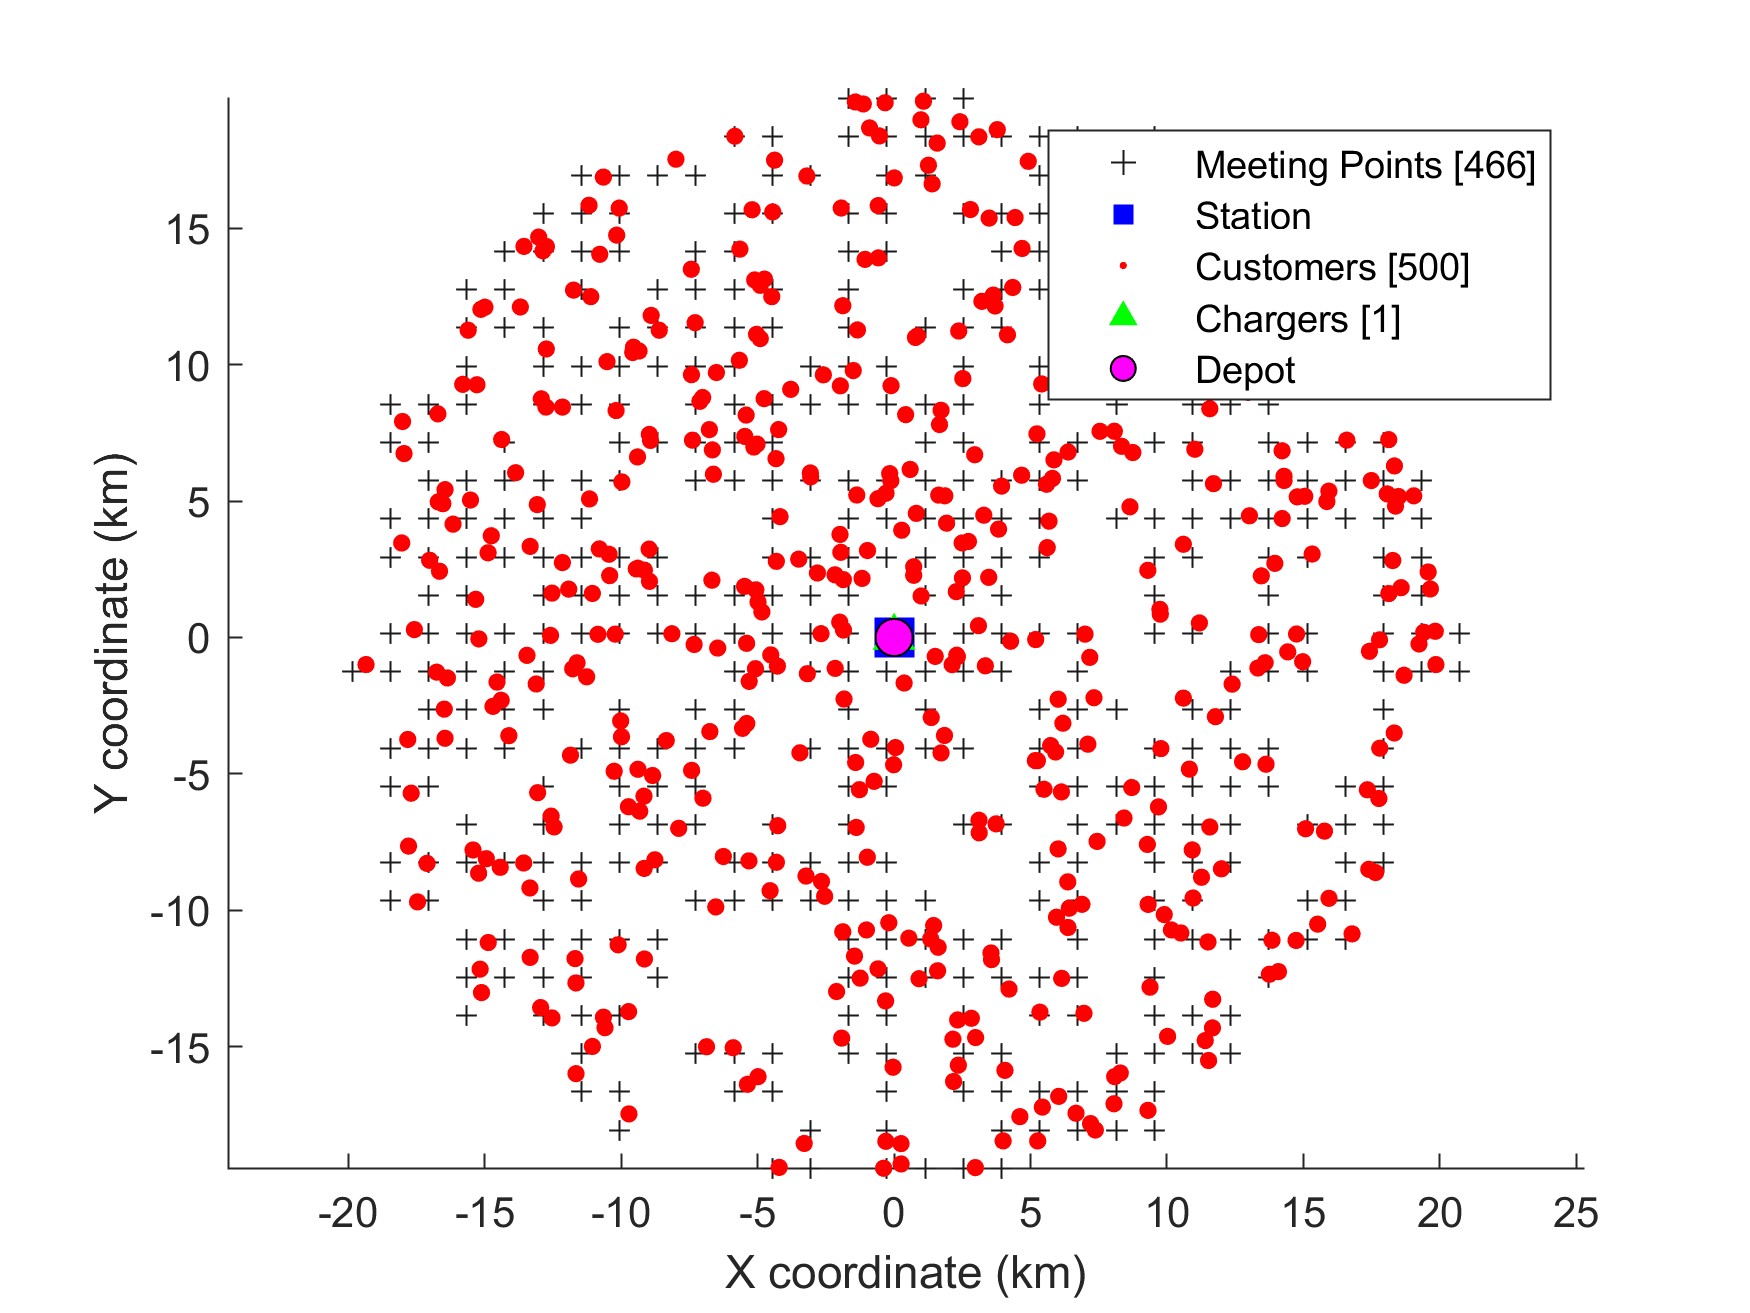 Meeting Points [466]
Station
Customers [500]
Chargers [1]
Depot
15
10
5
0
-5
-10
-15
Y coordinate (km)
-20 -15 -10 -5 0 5 10 15 20 25
X coordinate (km)